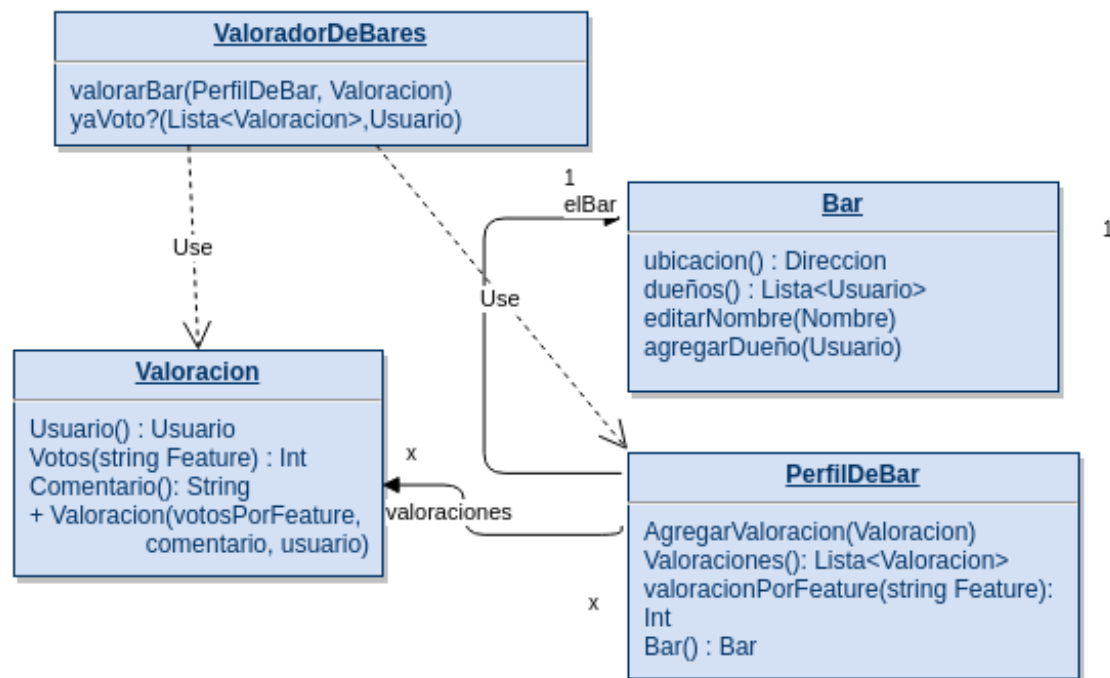 ValoradorDeBares
valorarBar(PerfilDeBar, Valoracion)
yaVoto?(Lista<Valoracion>,Usuario)
Use
Use
1
elBar
1
Bar
ubicacion() : Direccion
dueños() : Lista<Usuario>
editarNombre(Nombre)
agregarDueño(Usuario)
Valoracion
Usuario() : Usuario
Votos(string Feature) : Int
Comentario(): String
+ Valoracion(votosPorFeature,
comentario, usuario)
x
valoraciones
x
PerfilDeBar
AgregarValoracion(Valoracion)
Valoraciones(): Lista<Valoracion>
valoracionPorFeature(string Feature):
Int
Bar() : Bar